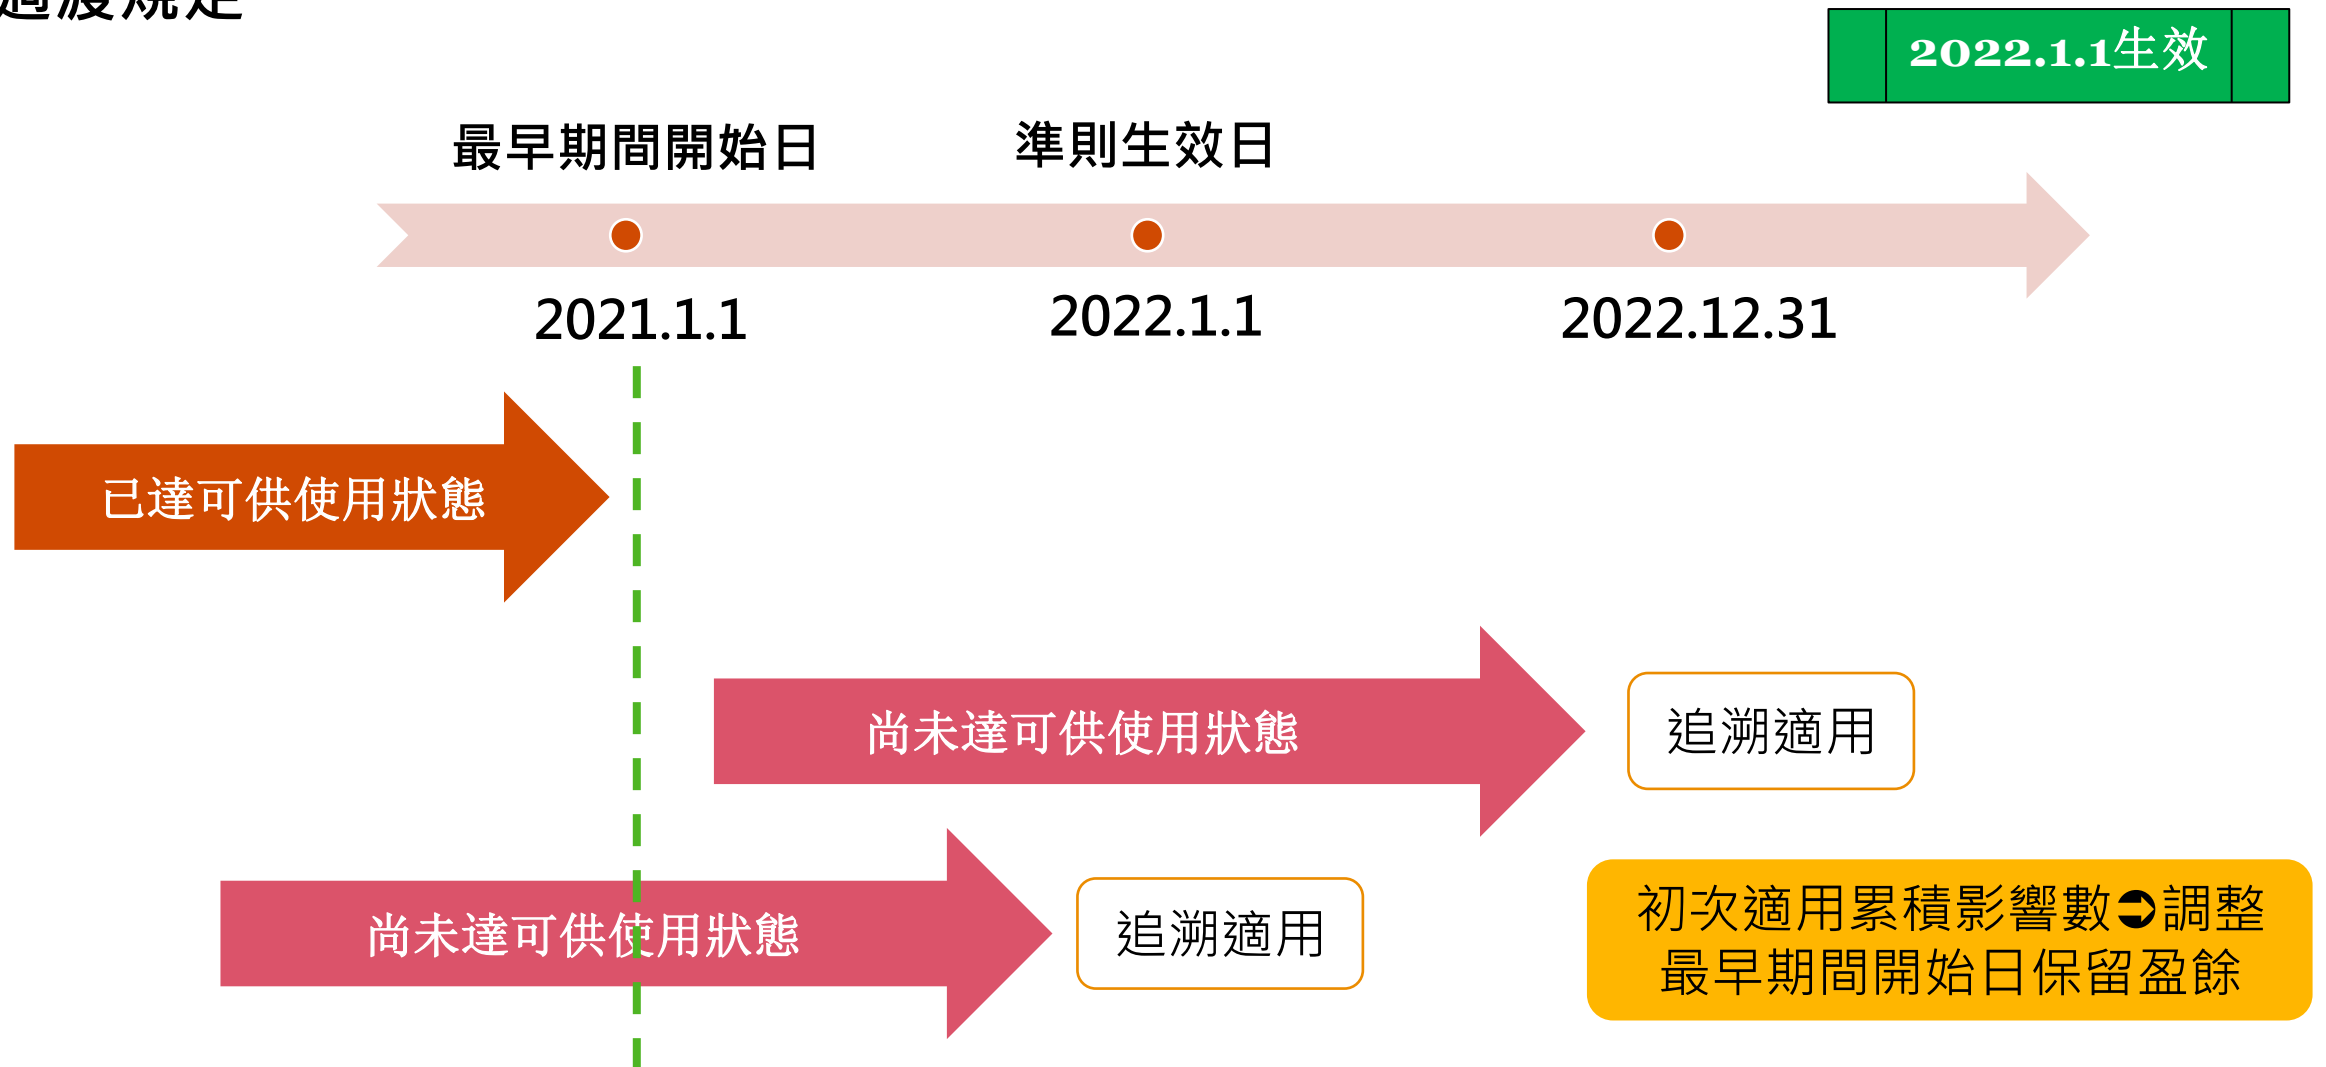 過渡規定
2022.1.1生效
最早期間開始日
準則生效日
2021.1.1
2022.1.1
2022.12.31
已達可供使用狀態
尚未達可供使用狀態
追溯適用
尚未達可供使用狀態
追溯適用
初次適用累積影響數➲調整
最早期間開始日保留盈餘